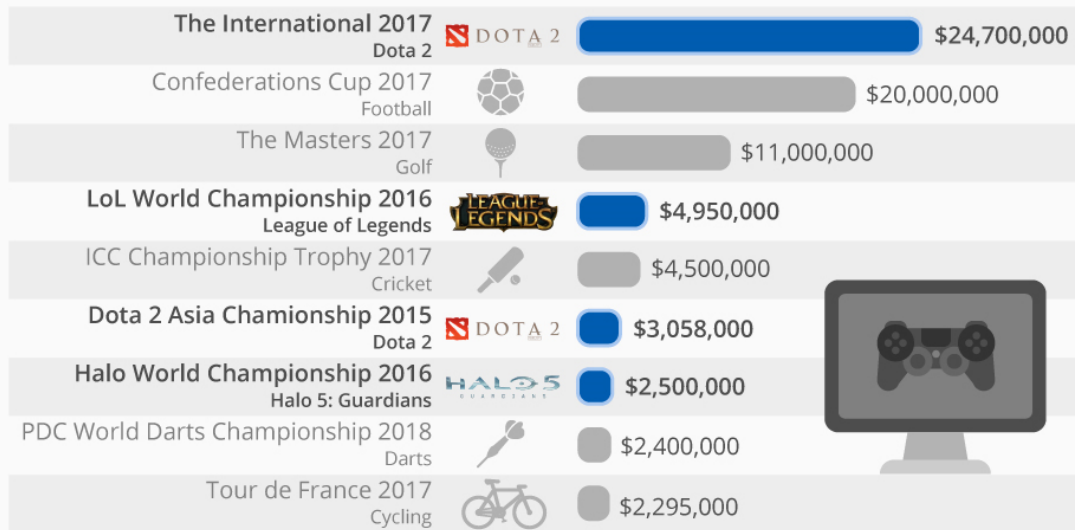 The International 2017
Dota 2
DOTA 2
$24,700,000
Confederations Cup 2017
Football
$20,000,000
The Masters 2017
Golf
$11,000,000
LoL World Championship 2016
League of Legends
LEAGUE OF
LEGENDS
$4,950,000
ICC Championship Trophy 2017
Cricket
$4,500,000
Dota 2 Asia Chamionship 2015
Dota 2
DOTA 2
$3,058,000
Halo World Championship 2016
Halo 5: Guardians
HALO 5
GUARDIANS
$2,500,000
PDC World Darts Championship 2018
Darts
$2,400,000
Tour de France 2017
Cycling
$2,295,000